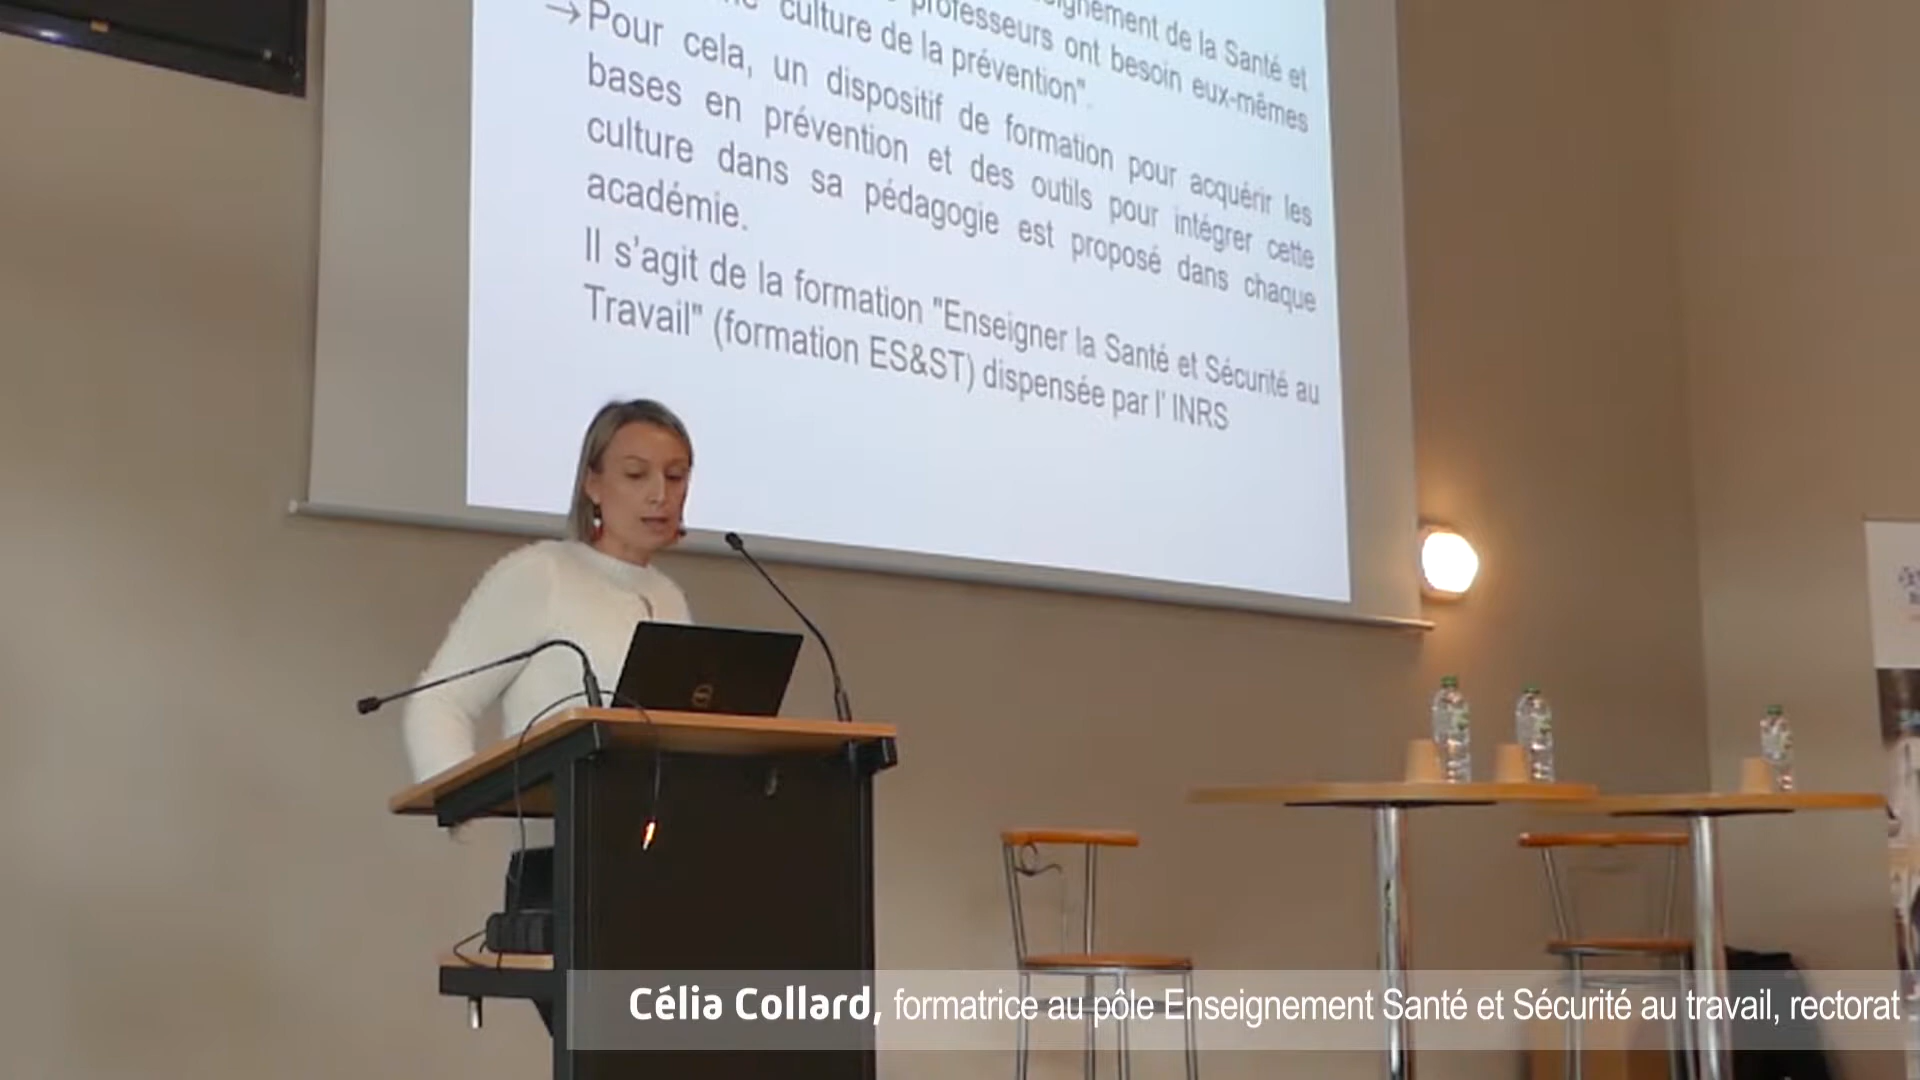 professeurs ont besoin eux-mêmes
culture de la prévention".
→Pour cela, un dispositif de formation pour acquérir les
bases en prévention et des outils pour intégrer cette
culture dans sa pédagogie est proposé dans chaque
académie.
Il s'agit de la formation "Enseigner la Santé et Sécurité au
Travail" (formation ES&ST) dispensée par l' INRS
Célia Collard, formatrice au pôle Enseignement Santé et Sécurité au travail, rectorat